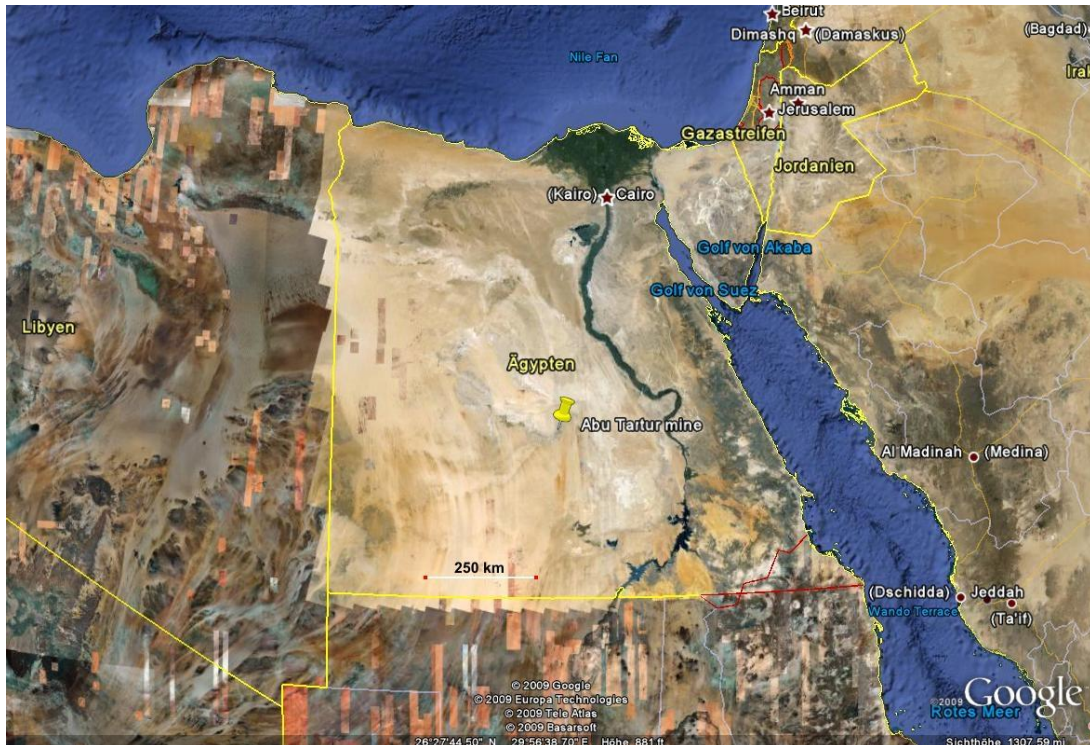 Beirut
Dimashq (Damaskus)
(Bagdad)
Nile Fan
Irak
Amman
Jerusalem
Gazastreifen
Jordanien
(Kairo) Cairo
Golf von Akaba
Golf von Suez
Libyen
Ägypten
Abu Tartur mine
Al Madinah (Medina)
250 km
(Dschidda) Jeddah
Wando Terrace
(Ta'if)
© 2009 Google
© 2009 Europa Technologies
© 2009 Tele Atlas
© 2009 Basarsoft
©2009 Google
Rotes Meer
26°27'44.50" N 29°56'38.70" E Höhe 881 ft Sichthöhe 1307.59 mi